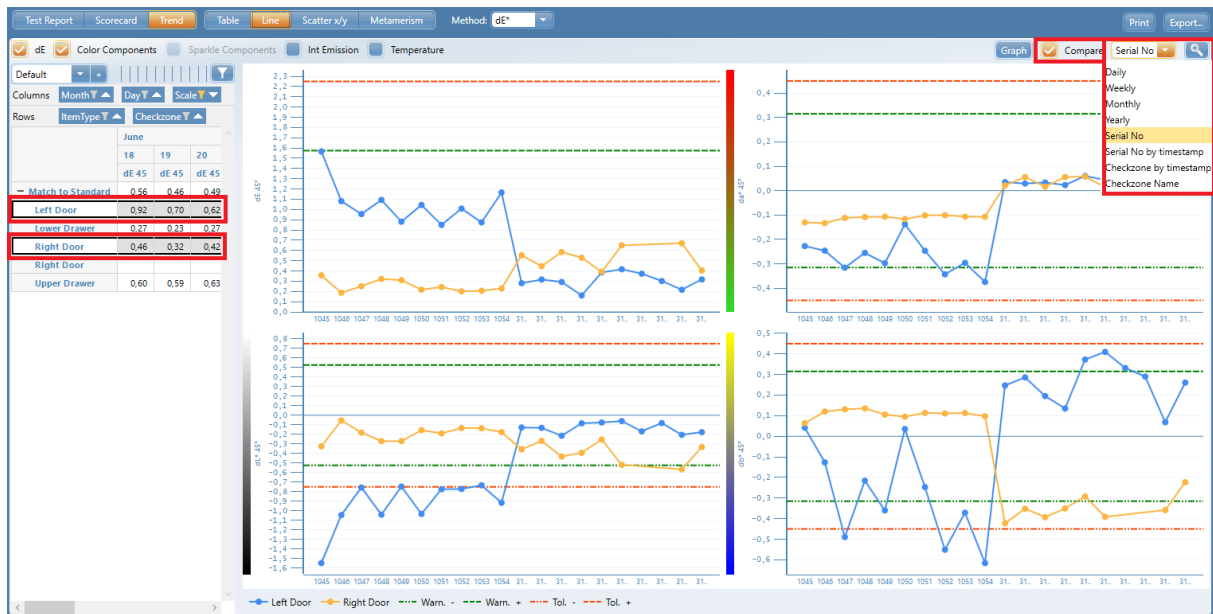 Test Report Scorecard Trend Table Line Scatter x/y Metamerism Method: dE* Print Export...
dE Color Components Sparkle Components Int Emission Temperature Graph Compare Serial No
Default
Columns Month Day Scale
Rows ItemType Checkzone
June
18 19 20
dE 45 dE 45 dE 45
Match to Standard 0,56 0,46 0,49
Left Door 0,92 0,70 0,62
Lower Drawer 0,27 0,23 0,27
Right Door 0,46 0,32 0,42
RIght Door
Upper Drawer 0,60 0,59 0,63
Daily
Weekly
Monthly
Yearly
Serial No
Serial No by timestamp
Checkzone by timestamp
Checkzone Name
dE 45°
2,3
2,2
2,1
2,0
1,9
1,8
1,7
1,6
1,5
1,4
1,3
1,2
1,1
1,0
0,9
0,8
0,7
0,6
0,5
0,4
0,3
0,2
0,1
0,0
1045 1046 1047 1048 1049 1050 1051 1052 1053 1054 31.. 31.. 31.. 31.. 31.. 31.. 31.. 31.. 31.. 31..
da* 45°
0,4
0,3
0,2
0,1
0,0
-0,1
-0,2
-0,3
-0,4
1045 1046 1047 1048 1049 1050 1051 1052 1053 1054 31.. 31.. 31.. 31.. 31.. 31.. 31.. 31.. 31.. 31..
dL* 45°
0,8
0,7
0,6
0,5
0,4
0,3
0,2
0,1
0,0
-0,1
-0,2
-0,3
-0,4
-0,5
-0,6
-0,7
-0,8
-0,9
-1,0
-1,1
-1,2
-1,3
-1,4
-1,5
-1,6
1045 1046 1047 1048 1049 1050 1051 1052 1053 1054 31.. 31.. 31.. 31.. 31.. 31.. 31.. 31.. 31.. 31..
db* 45°
0,5
0,4
0,3
0,2
0,1
0,0
-0,1
-0,2
-0,3
-0,4
-0,5
-0,6
1045 1046 1047 1048 1049 1050 1051 1052 1053 1054 31.. 31.. 31.. 31.. 31.. 31.. 31.. 31.. 31.. 31..
Left Door Right Door Warn. - Warn. + Tol. - Tol. +